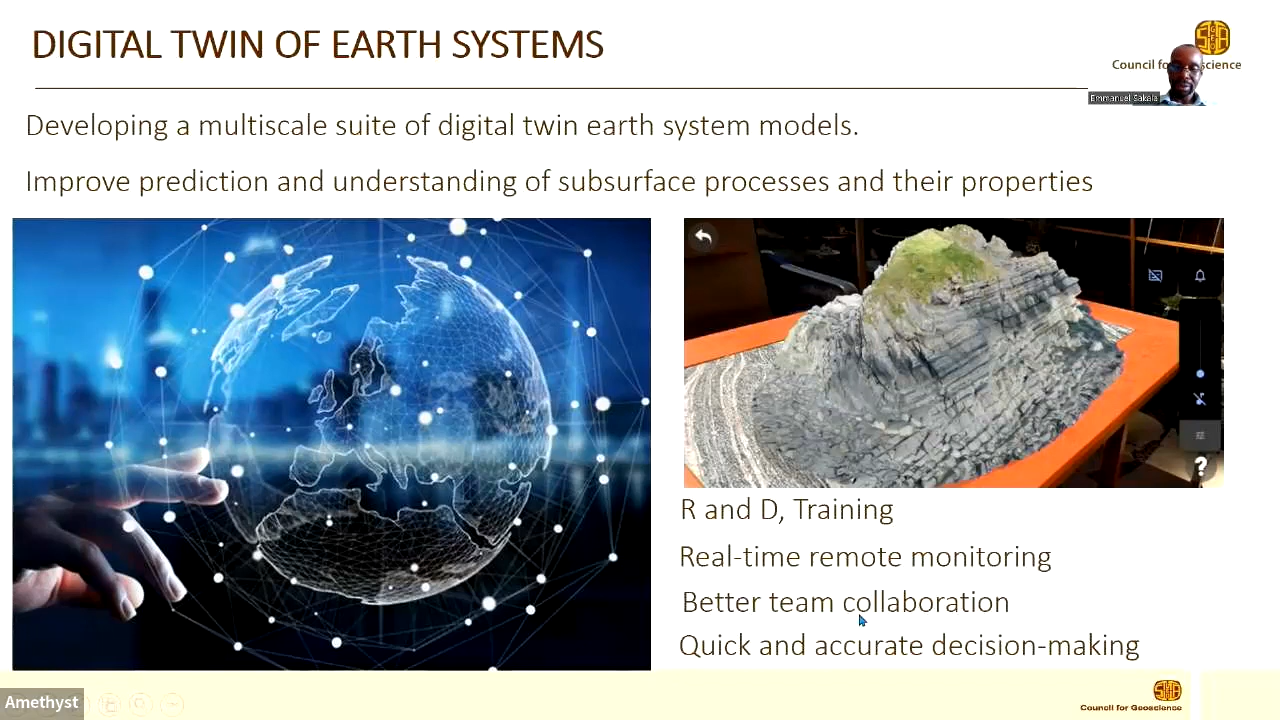 DIGITAL TWIN OF EARTH SYSTEMS
Council for Geoscience
Emmanuel Sakala
Developing a multiscale suite of digital twin earth system models.
Improve prediction and understanding of subsurface processes and their properties
?
R and D, Training
Real-time remote monitoring
Better team collaboration
Quick and accurate decision-making
Amethyst
Council for Geoscience